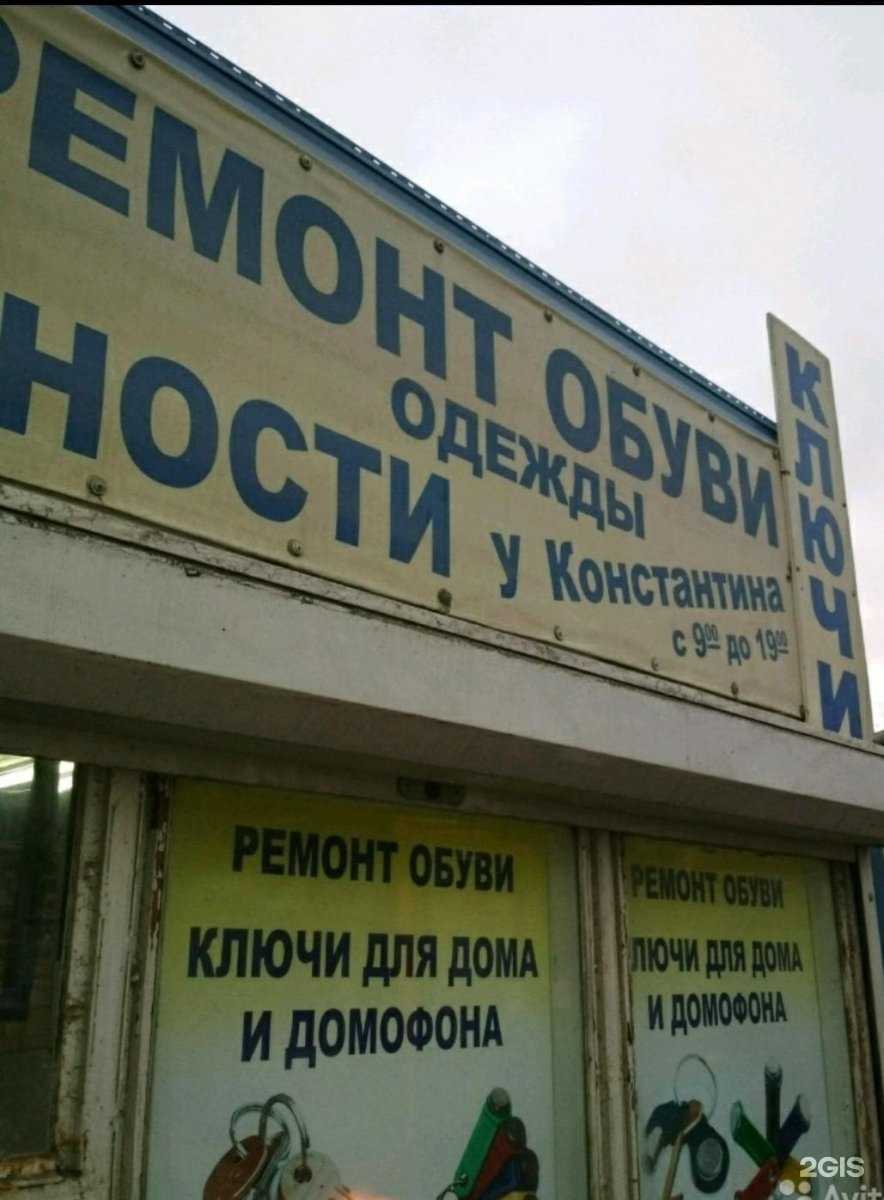 РЕМОНТ ОБУВИ
ОДЕЖДЫ
у Константина
с 9⁰⁰ до 19⁰⁰
КЛЮЧИ
РЕМОНТ ОБУВИ
КЛЮЧИ ДЛЯ ДОМА
И ДОМОФОНА
РЕМОНТ ОБУВИ
ЛЮЧИ ДЛЯ ДОМА
И ДОМОФОНА
2GIS
Avito